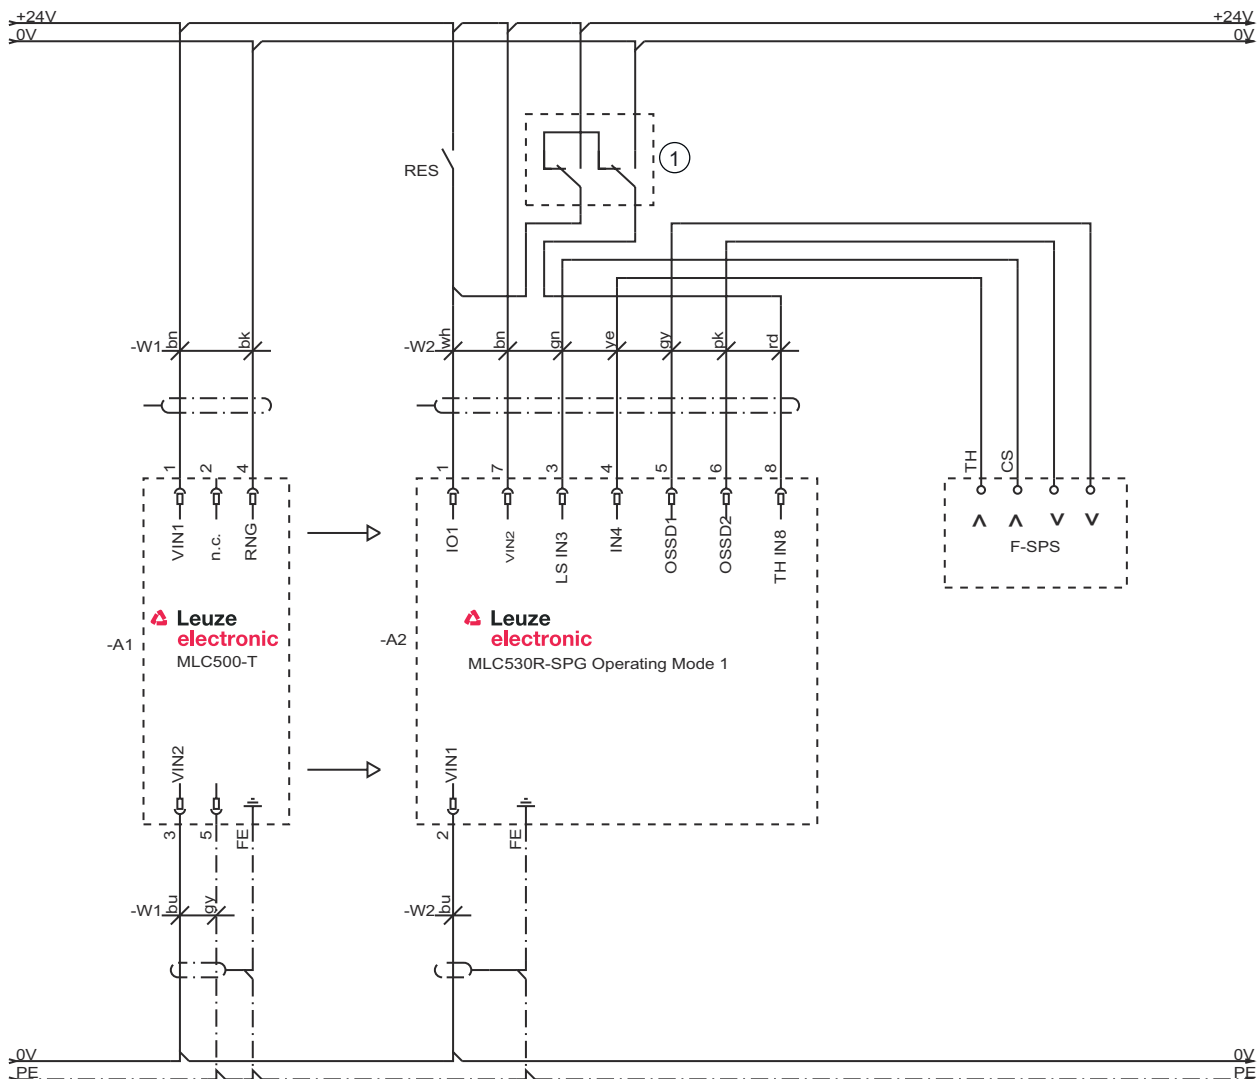 +24V +24V
0V 0V
1
RES
-W1 bn bk
-W2 wh bn gn ye gy pk rd
TH CS
1 2 4
1 7 3 4 5 6 8
VIN1 n.c. RNG
IO1 VIN2 LS IN3 IN4 OSSD1 OSSD2 TH IN8
F-SPS
-A1
Leuze
electronic
MLC500-T
-A2
Leuze
electronic
MLC530R-SPG Operating Mode 1
VIN2
VIN1
3 5 FE
2 FE
-W1 bu gy
-W2 bu
0V 0V
PE PE